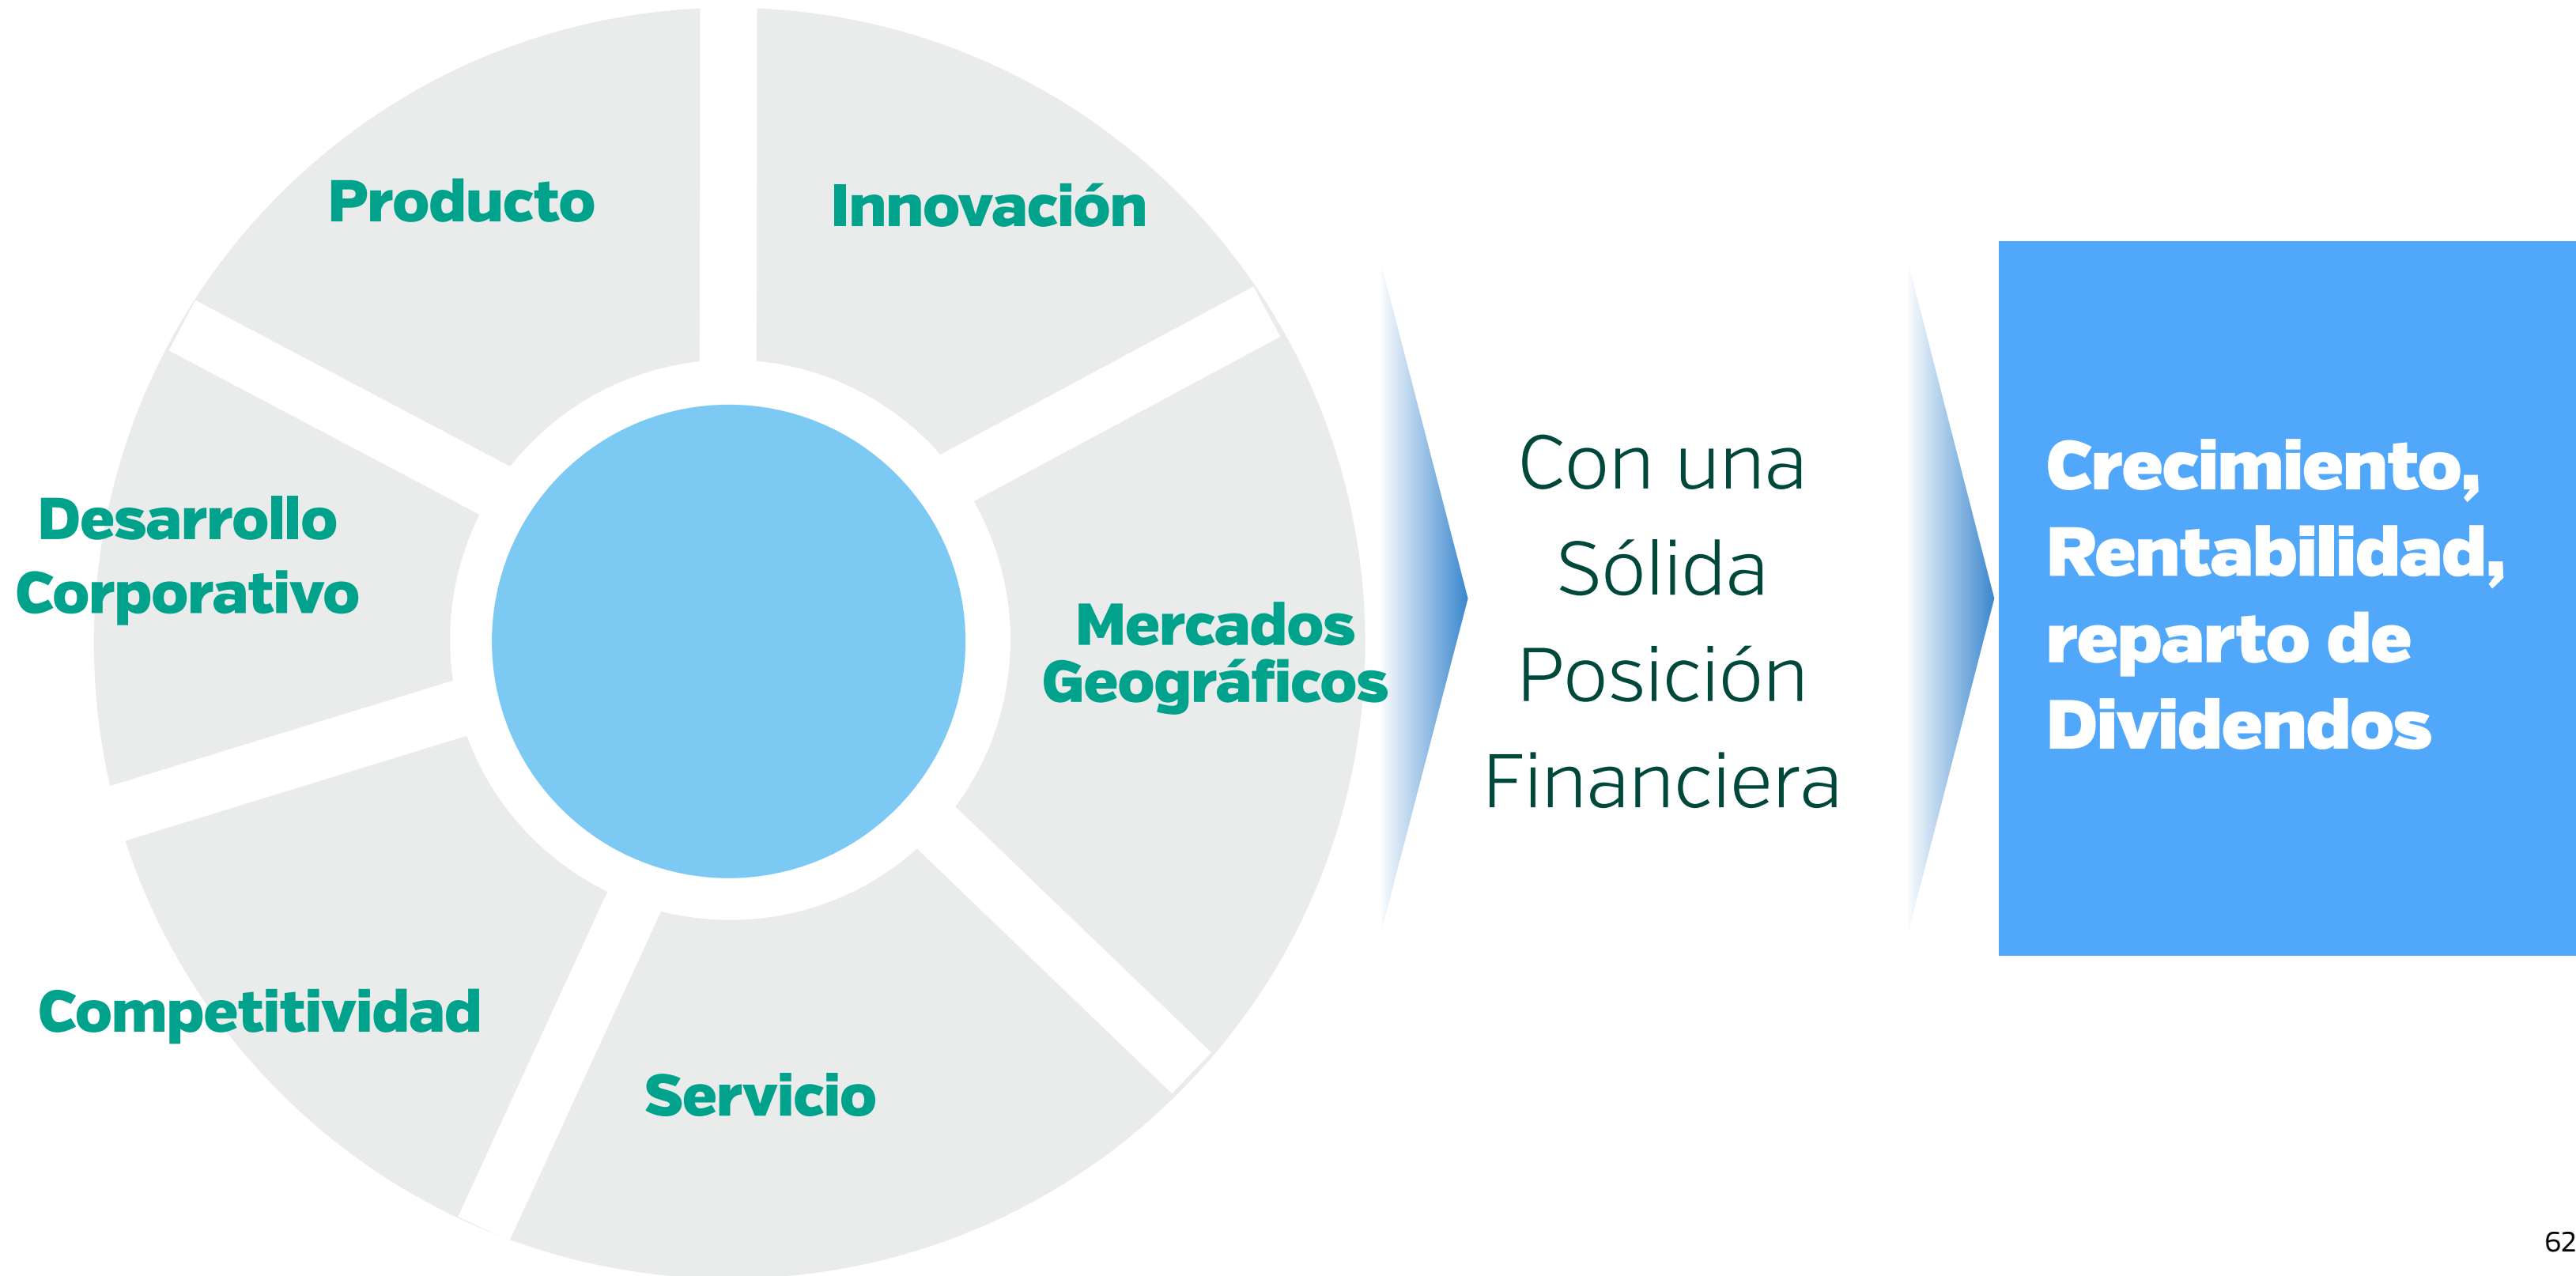 Producto
Innovación
Desarrollo
Corporativo
Mercados
Geográficos
Competitividad
Servicio
Con una
Sólida
Posición
Financiera
Crecimiento,
Rentabilidad,
reparto de
Dividendos
62